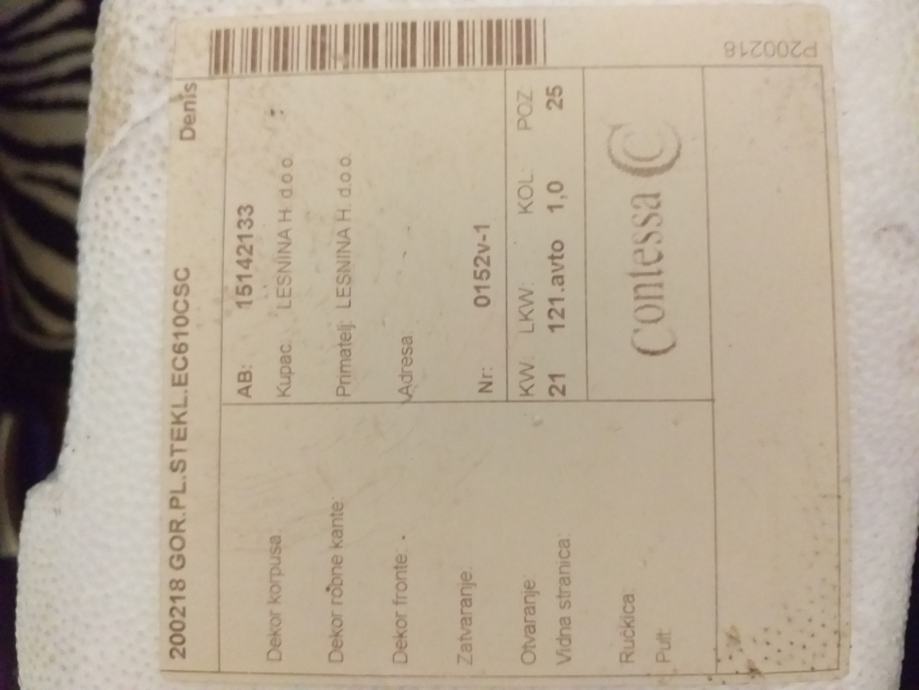 200218 GOR.PL.STEKL.EC610CSC Denis
AB: 15142133
Kupac: LESNINA H. d.o.o.
Primatelj: LESNINA H. d.o.o.
Adresa:
Nr: 0152v-1
KW: LKW: KOL: POZ
21 121.avto 1,0 25
Contessa C
Dekor korpusa:
Dekor robne kante:
Dekor fronte: -
Zatvaranje:
Otvaranje:
Vidna stranica:
Ručkica:
Pult:
P200218